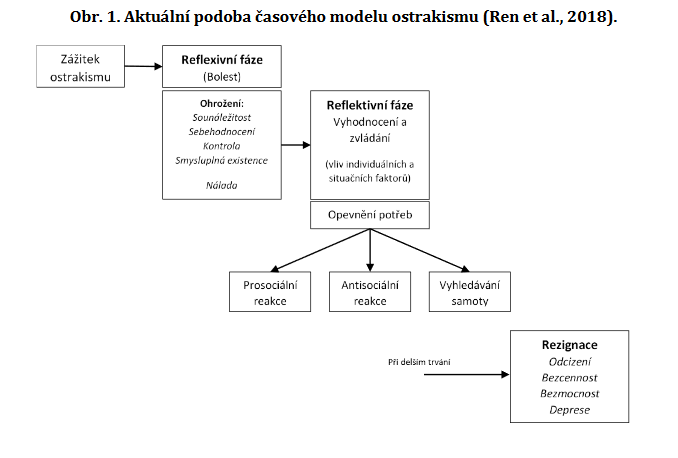 Obr. 1. Aktuální podoba časového modelu ostrakismu (Ren et al., 2018).
Zážitek
ostrakismu
Reflexivní fáze
(Bolest)
Ohrožení:
Sounáležitost
Sebehodnocení
Kontrola
Smysluplná existence
Nálada
Reflektivní fáze
Vyhodnocení a
zvládání
(vliv individuálních a
situačních faktorů)
Opevnění potřeb
Prosociální
reakce
Antisociální
reakce
Vyhledávání
samoty
Při delším trvání
Rezignace
Odcizení
Bezcennost
Bezmocnost
Deprese